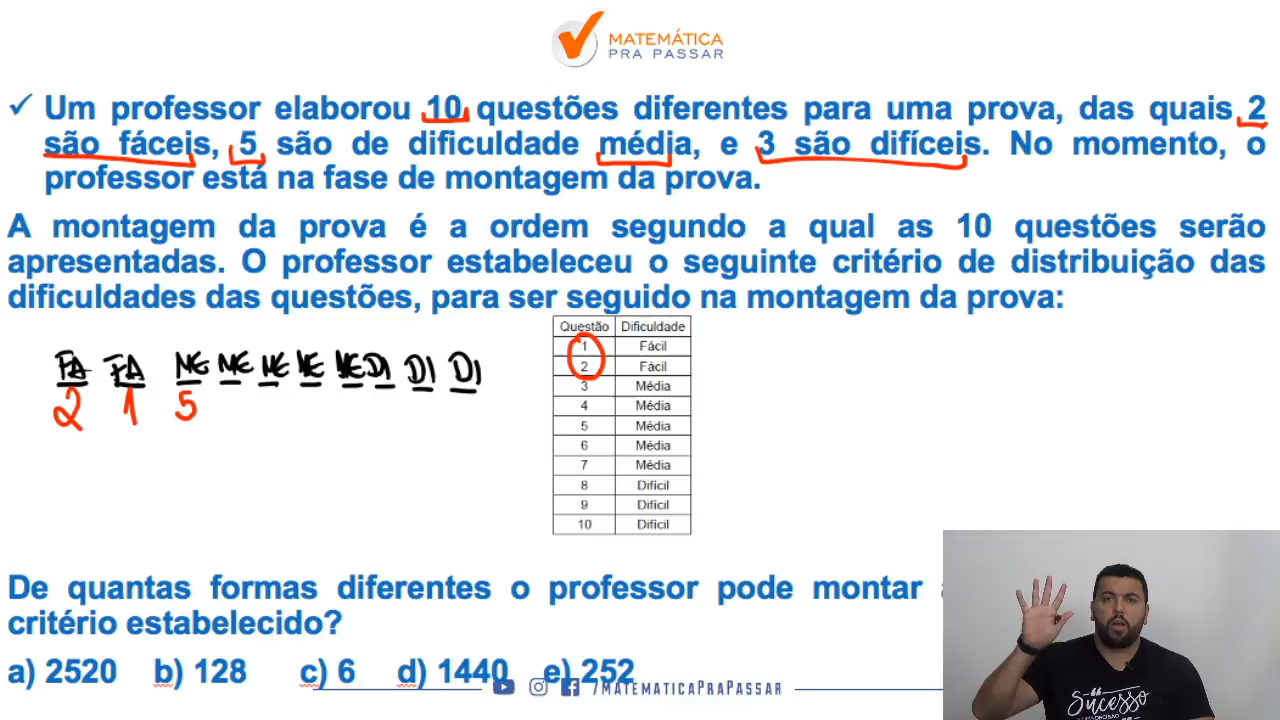 MATEMÁTICA
PRA PASSAR
✓ Um professor elaborou 10 questões diferentes para uma prova, das quais 2
são fáceis, 5 são de dificuldade média, e 3 são difíceis. No momento, o
professor está na fase de montagem da prova.
A montagem da prova é a ordem segundo a qual as 10 questões serão
apresentadas. O professor estabeleceu o seguinte critério de distribuição das
dificuldades das questões, para ser seguido na montagem da prova:
Questão Dificuldade
1 Fácil
2 Fácil
3 Média
4 Média
5 Média
6 Média
7 Média
8 Difícil
9 Difícil
10 Difícil
FA FA ME ME ME ME ME DI DI DI
2 1 5
De quantas formas diferentes o professor pode montar
critério estabelecido?
a) 2520 b) 128 c) 6 d) 1440 e) 252
/MATEMATICAPRAPASSAR
Sucesso